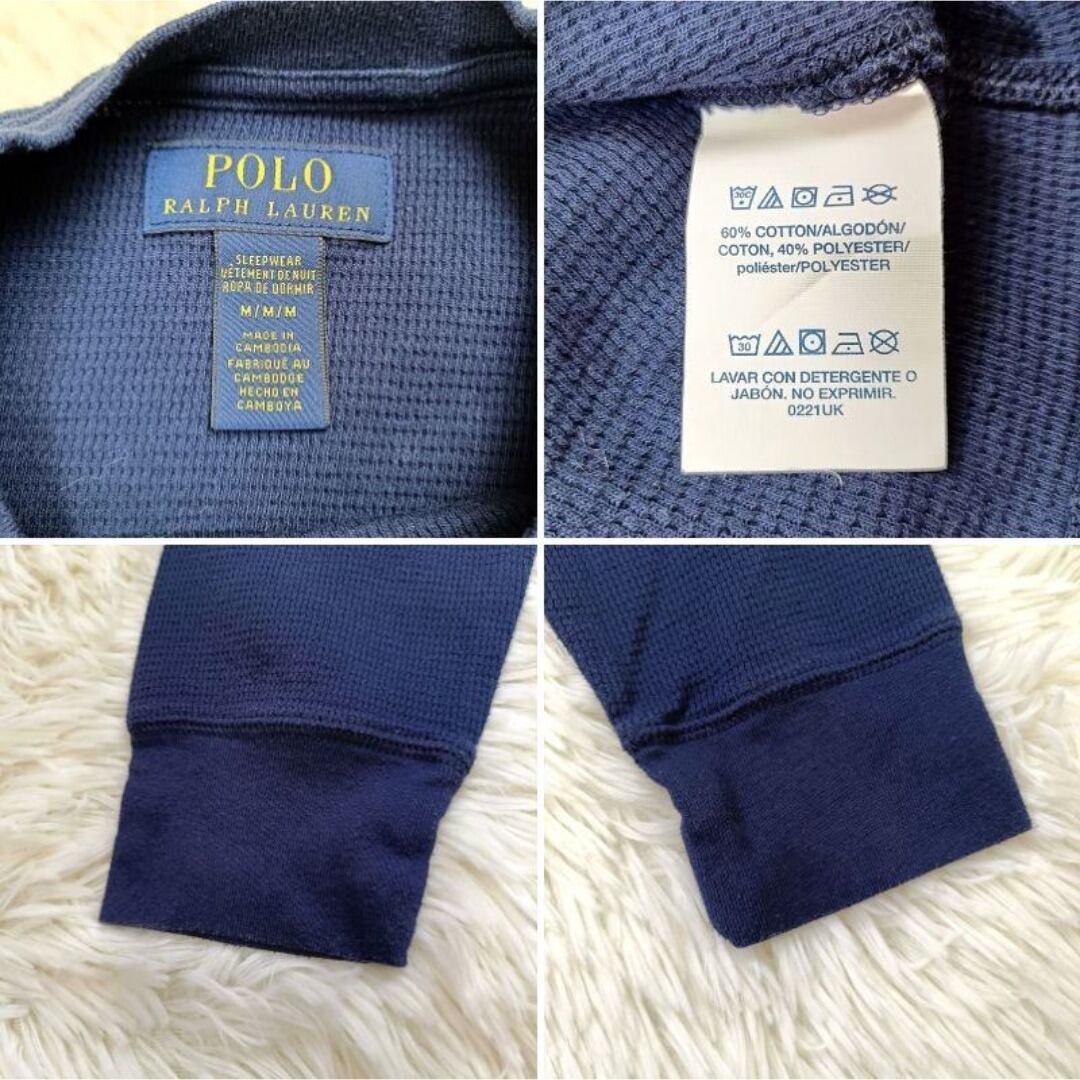 POLO
RALPH LAUREN
SLEEPWEAR
VÊTEMENT DE NUIT
ROPA DE DORMIR
M/M/M
MADE IN
CAMBODIA
FABRIQUÉ AU
CAMBODGE
HECHO EN
CAMBOYA
30C
60% COTTON/ALGODÓN/
COTON, 40% POLYESTER/
poliéster/POLYESTER
30
LAVAR CON DETERGENTE O
JABÓN. NO EXPRIMIR.
0221UK